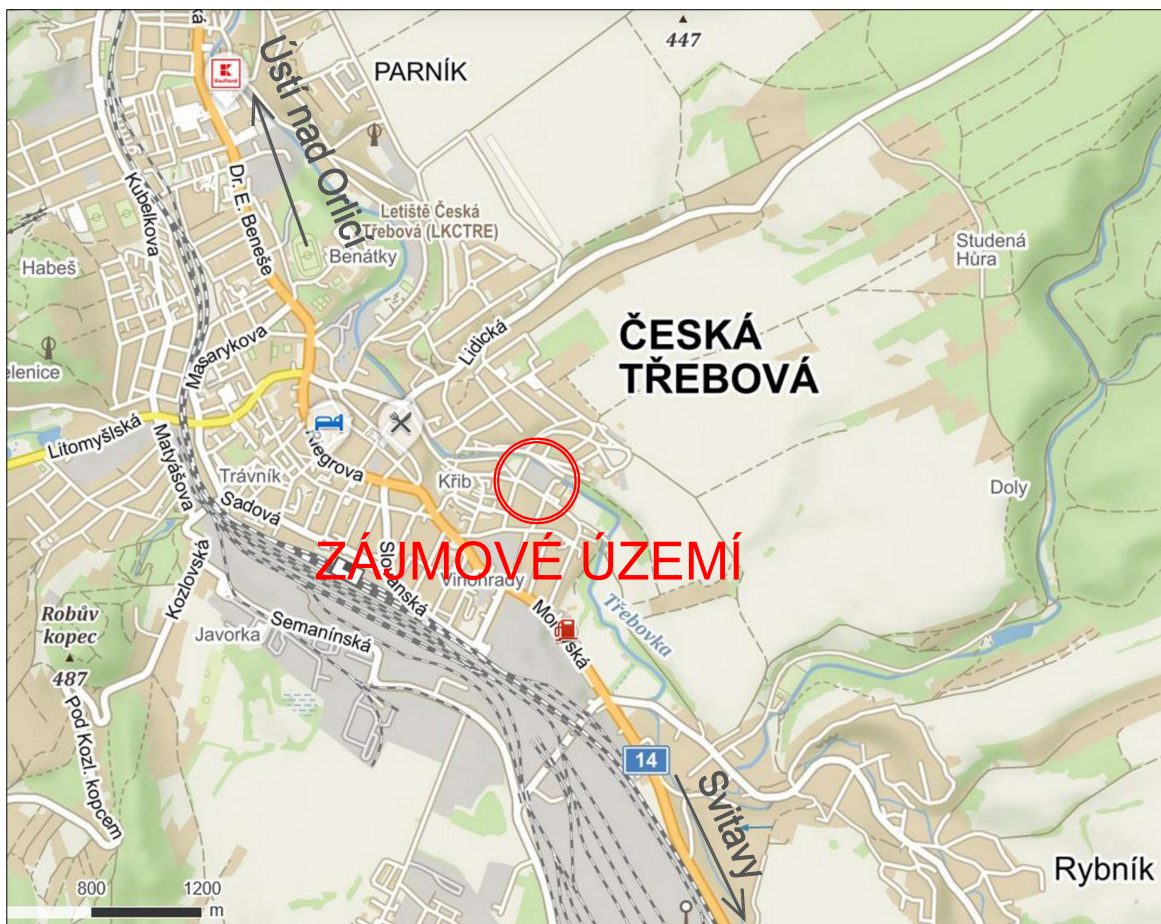 ská
447
PARNÍK
Kaufland
Ústí nad Orlicí
Dr. E. Beneše
Kubelkova
Letiště Česká
Třebová (LKCTRE)
Benátky
Habeš
Studená
Hůra
ČESKÁ
TŘEBOVÁ
Lidická
Masarykova
elenice
Litomyšlská
Matyášova
Riegrova
Trávník
Křib
Sadová
Doly
ZÁJMOVÉ ÚZEMÍ
Kozlovská
Slovanská
Vinohrady
Robův
kopec
487
Javorka
Semanínská
Moravská
Třebovka
Pod Kozl. kopcem
14
Svitavy
Rybník
800
1200
m